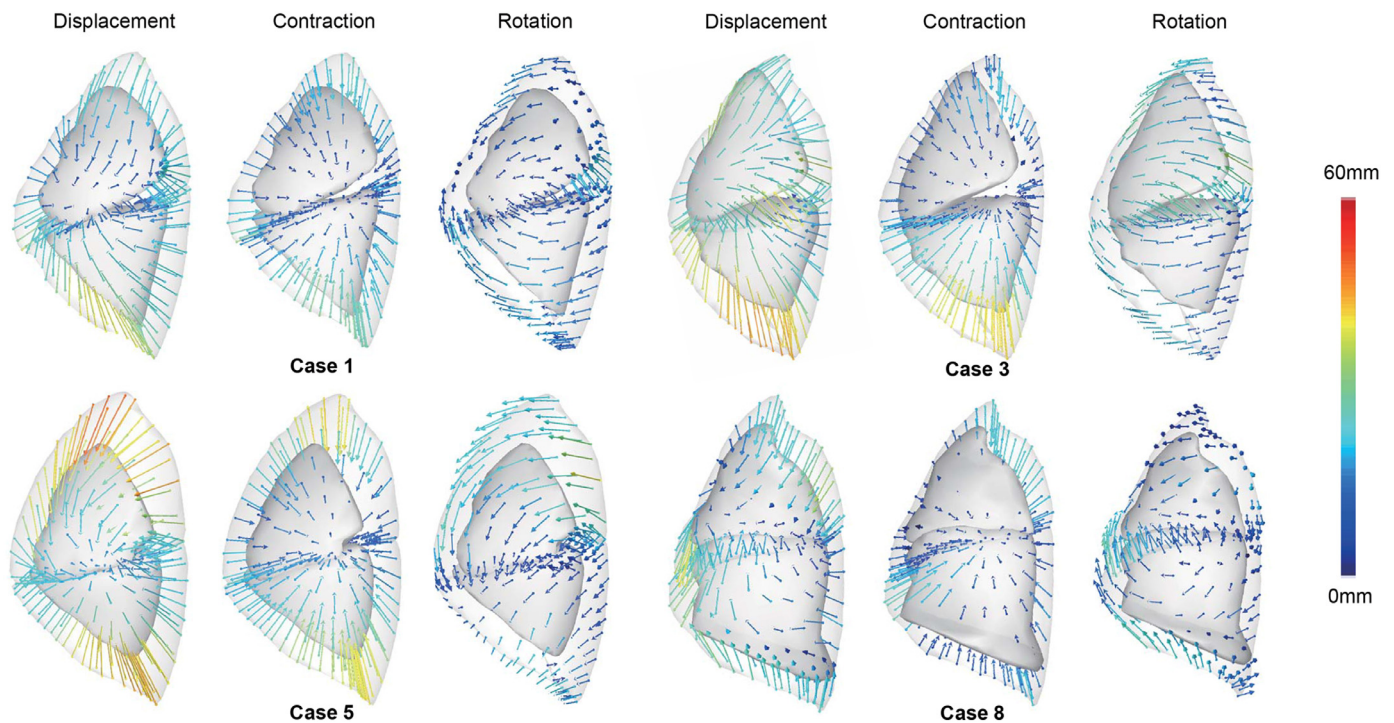 Displacement Contraction Rotation Displacement Contraction Rotation
60mm
Case 1 Case 3
0mm
Case 5 Case 8